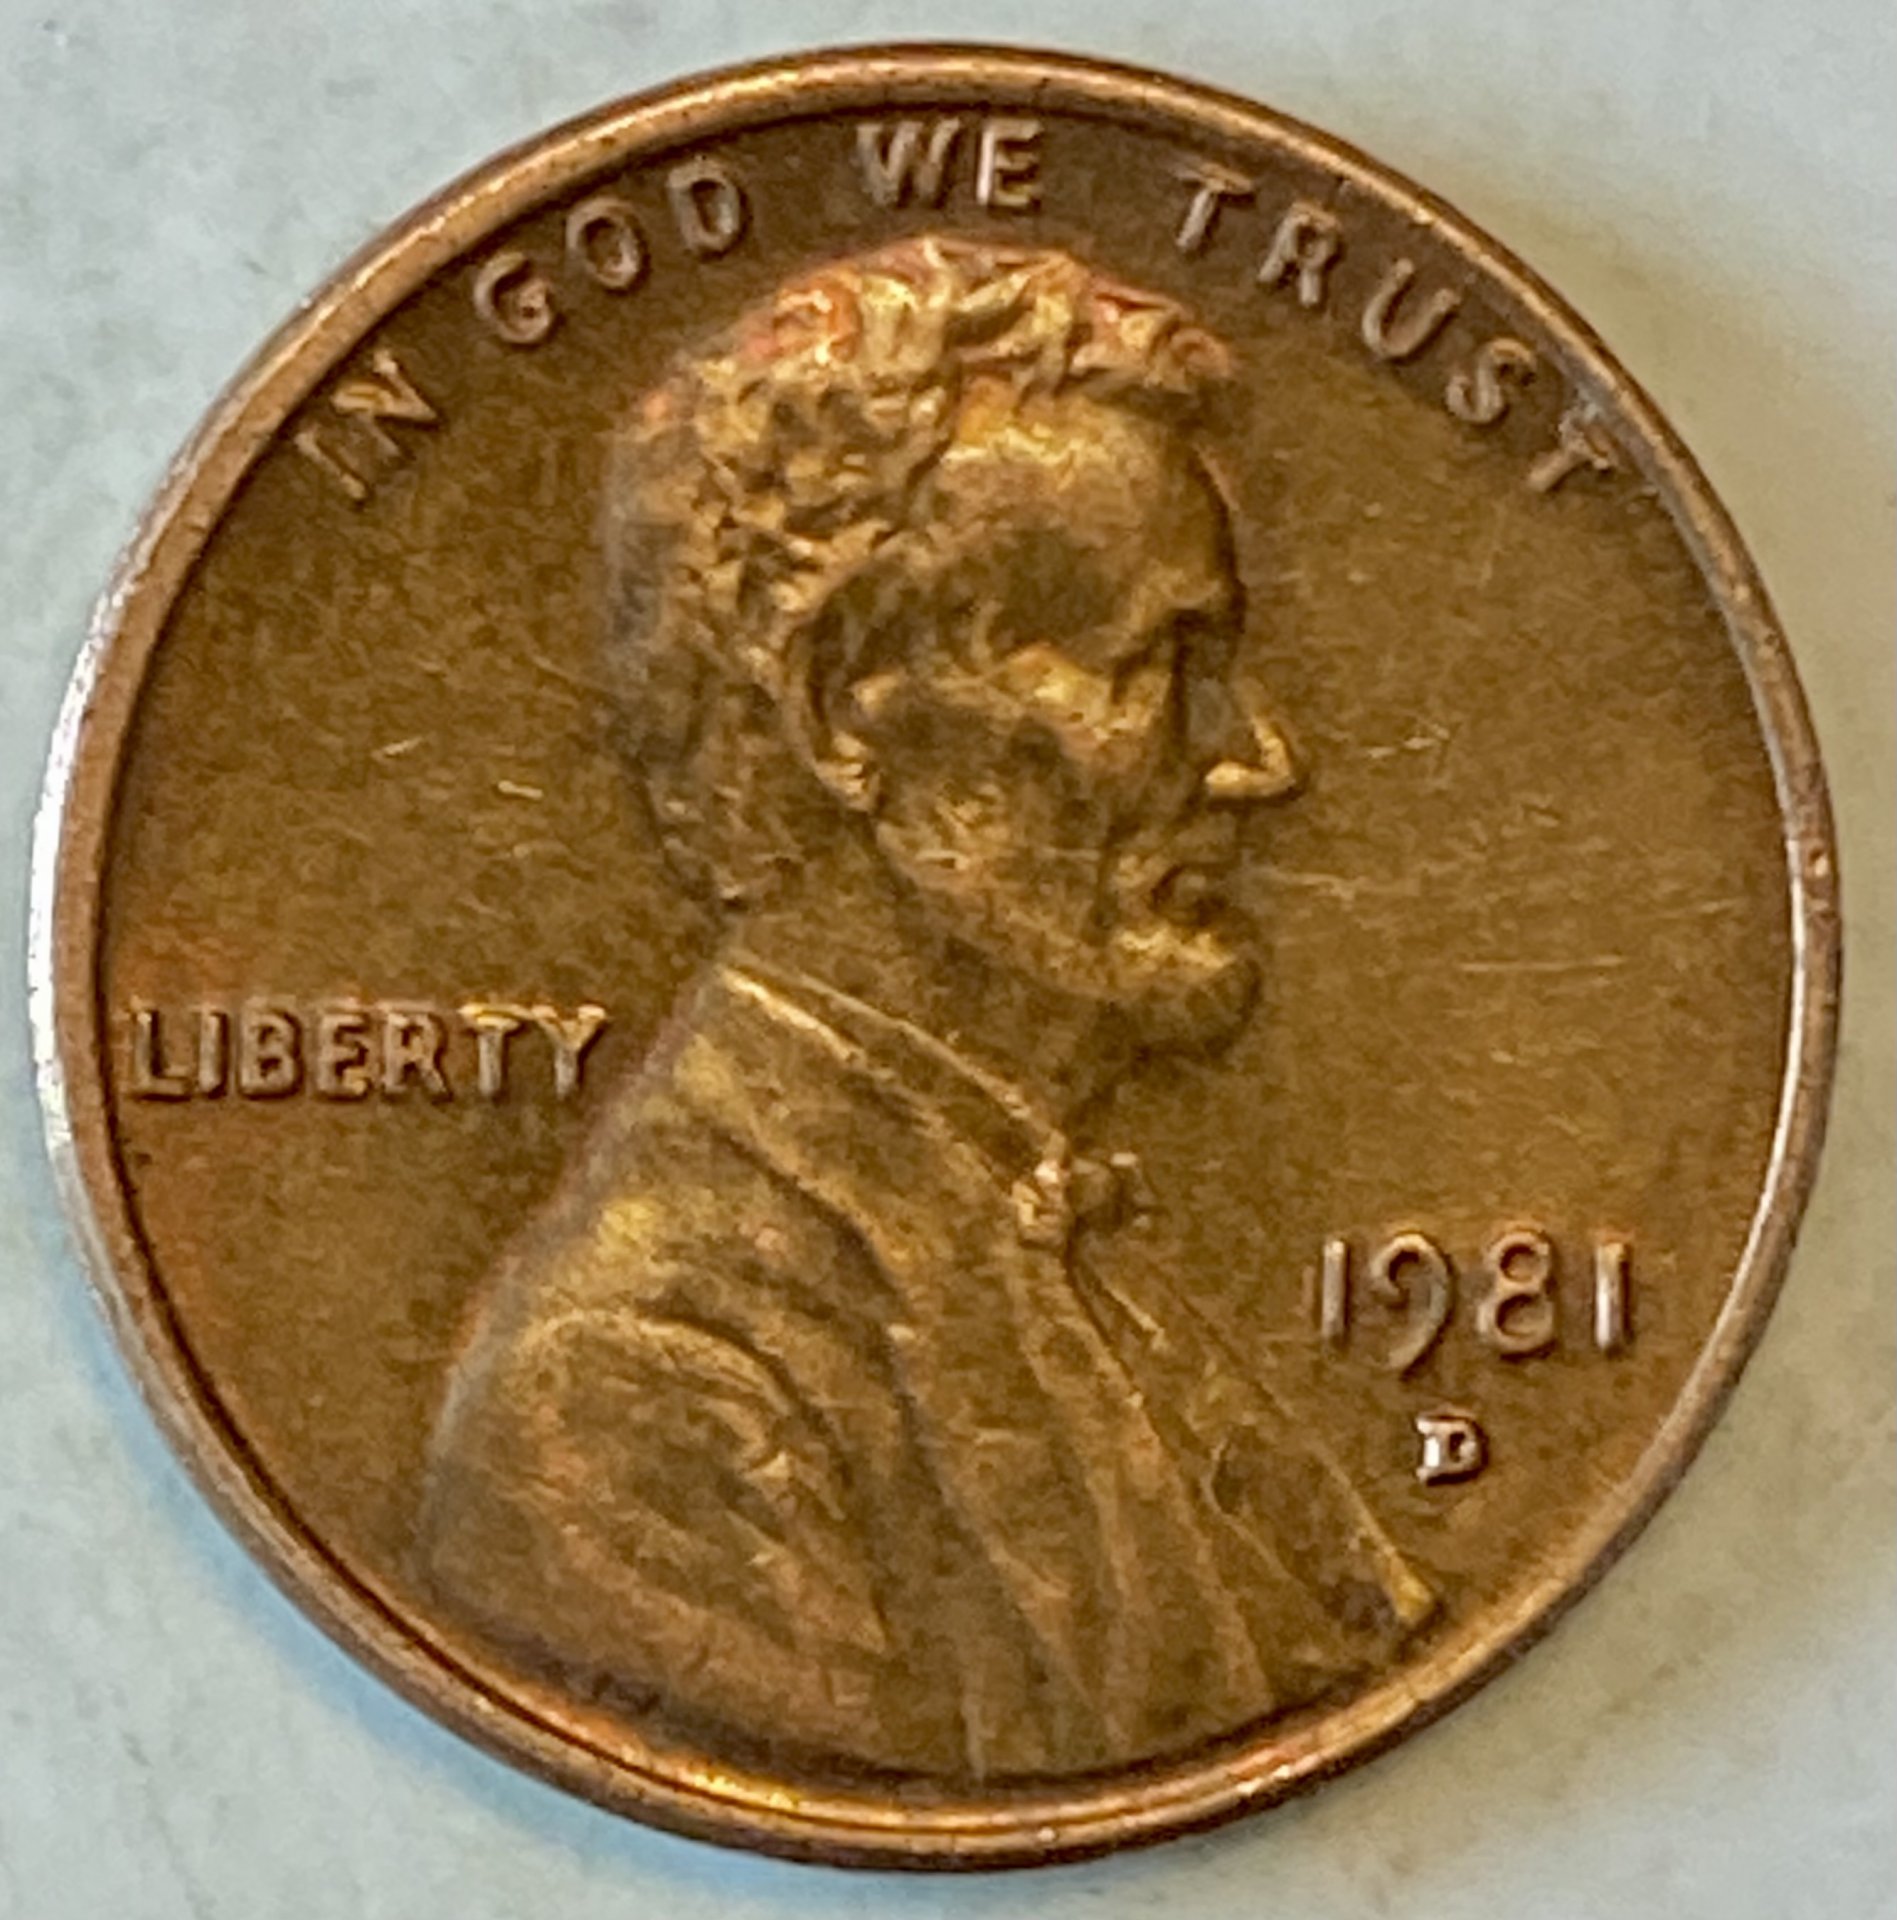 IN GOD WE TRUST
LIBERTY
1981
D